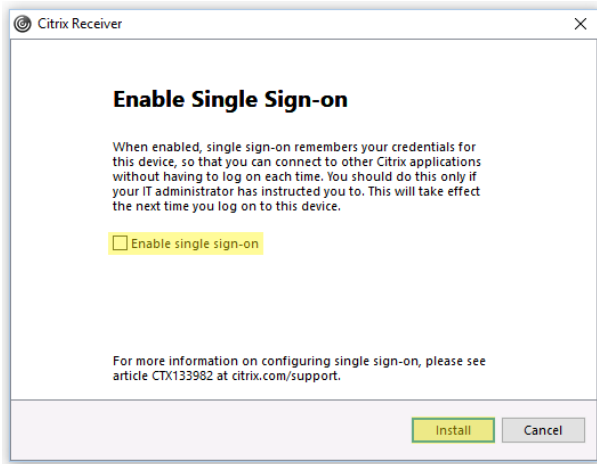 Citrix Receiver
Enable Single Sign-on
When enabled, single sign-on remembers your credentials for
this device, so that you can connect to other Citrix applications
without having to log on each time. You should do this only if
your IT administrator has instructed you to. This will take effect
the next time you log on to this device.
Enable single sign-on
For more information on configuring single sign-on, please see
article CTX133982 at citrix.com/support.
Install Cancel